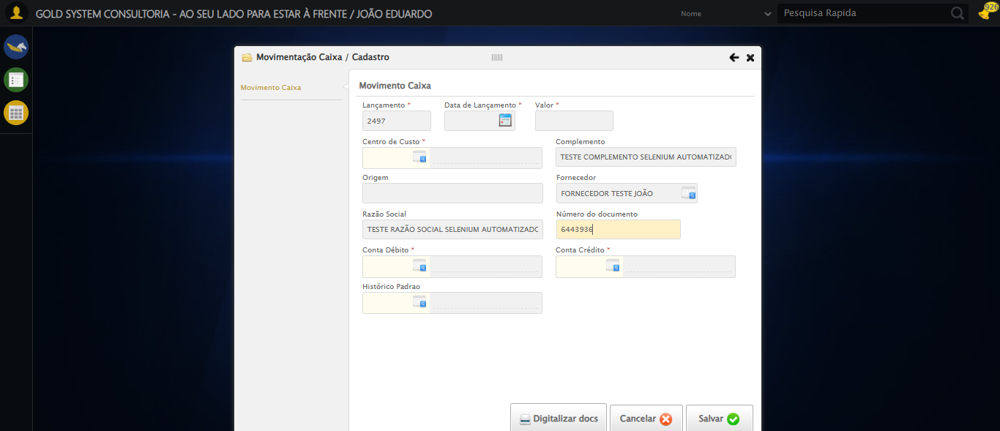 GOLD SYSTEM CONSULTORIA - AO SEU LADO PARA ESTAR À FRENTE / JOÃO EDUARDO
Nome
Pesquisa Rapida
926
Movimentação Caixa / Cadastro
Movimento Caixa
Movimento Caixa
Lançamento * Data de Lançamento * Valor *
2497
Centro de Custo * Complemento
TESTE COMPLEMENTO SELENIUM AUTOMATIZADO
Origem Fornecedor
FORNECEDOR TESTE JOÃO
Razão Social Número do documento
TESTE RAZÃO SOCIAL SELENIUM AUTOMATIZADO 6443936
Conta Débito * Conta Crédito *
Histórico Padrao
Digitalizar docs Cancelar Salvar